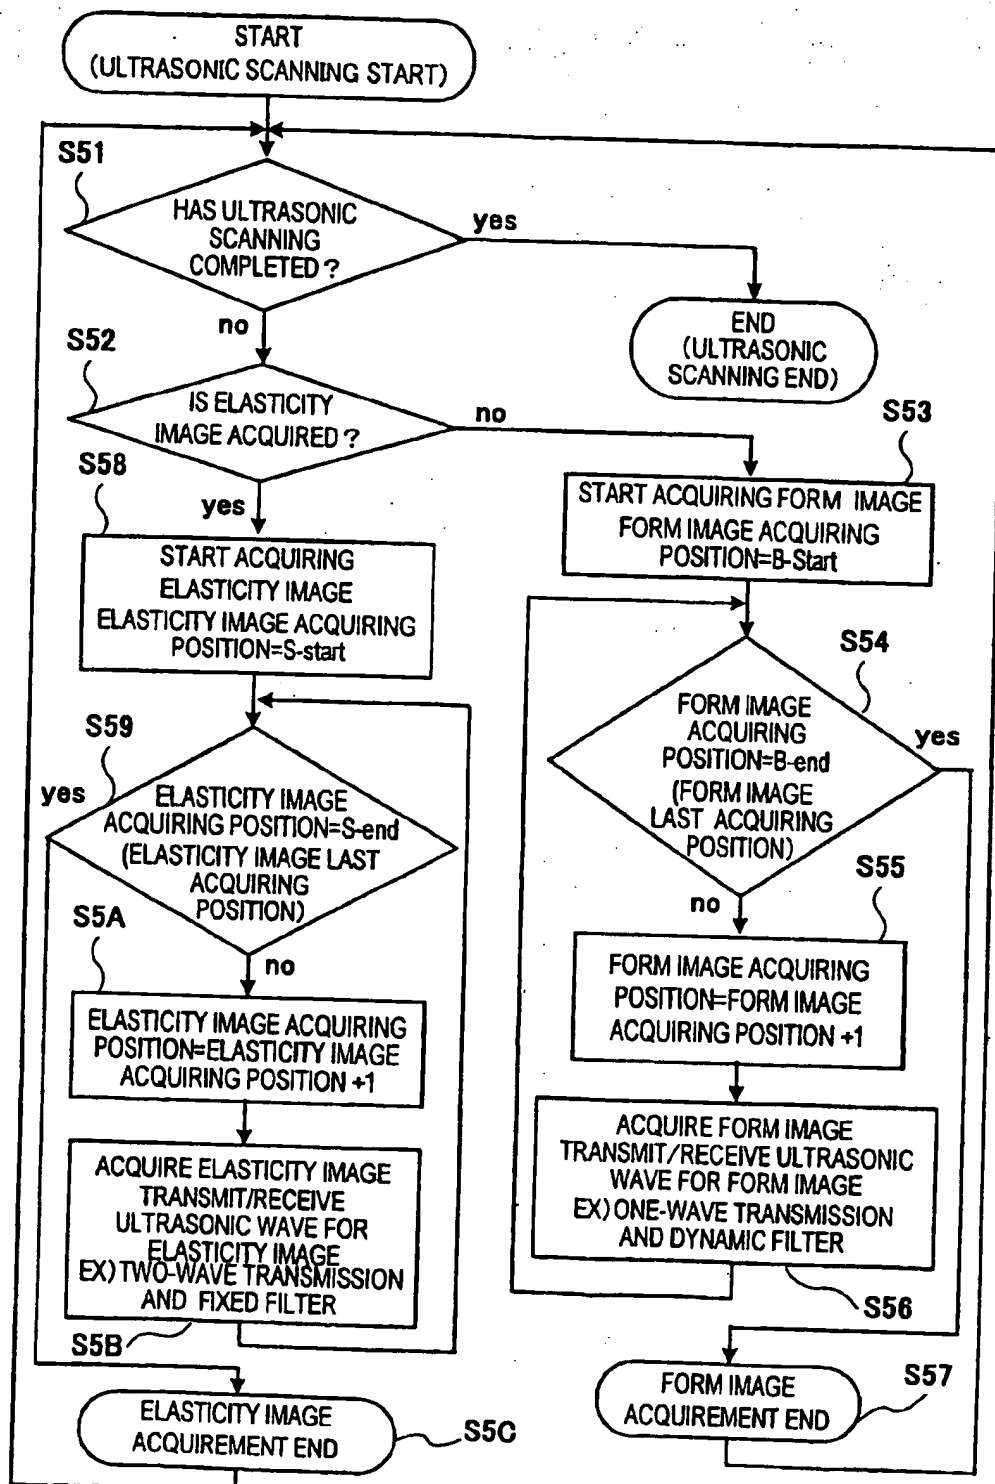 START
(ULTRASONIC SCANNING START)
S51
HAS ULTRASONIC
SCANNING
COMPLETED ?
yes
no
END
(ULTRASONIC
SCANNING END)
S52
IS ELASTICITY
IMAGE ACQUIRED ?
no
yes
S53
START ACQUIRING FORM IMAGE
FORM IMAGE ACQUIRING
POSITION=B-Start
S58
START ACQUIRING
ELASTICITY IMAGE
ELASTICITY IMAGE ACQUIRING
POSITION=S-start
S54
FORM IMAGE
ACQUIRING
POSITION=B-end
(FORM IMAGE
LAST ACQUIRING
POSITION)
yes
no
S59
yes
ELASTICITY IMAGE
ACQUIRING POSITION=S-end
(ELASTICITY IMAGE LAST
ACQUIRING
POSITION)
no
S55
FORM IMAGE ACQUIRING
POSITION=FORM IMAGE
ACQUIRING POSITION +1
S5A
ELASTICITY IMAGE ACQUIRING
POSITION=ELASTICITY IMAGE
ACQUIRING POSITION +1
ACQUIRE FORM IMAGE
TRANSMIT/RECEIVE ULTRASONIC
WAVE FOR FORM IMAGE
EX) ONE-WAVE TRANSMISSION
AND DYNAMIC FILTER
S56
ACQUIRE ELASTICITY IMAGE
TRANSMIT/RECEIVE
ULTRASONIC WAVE FOR
ELASTICITY IMAGE
EX) TWO-WAVE TRANSMISSION
AND FIXED FILTER
S5B
FORM IMAGE
ACQUIREMENT END
S57
ELASTICITY IMAGE
ACQUIREMENT END
S5C